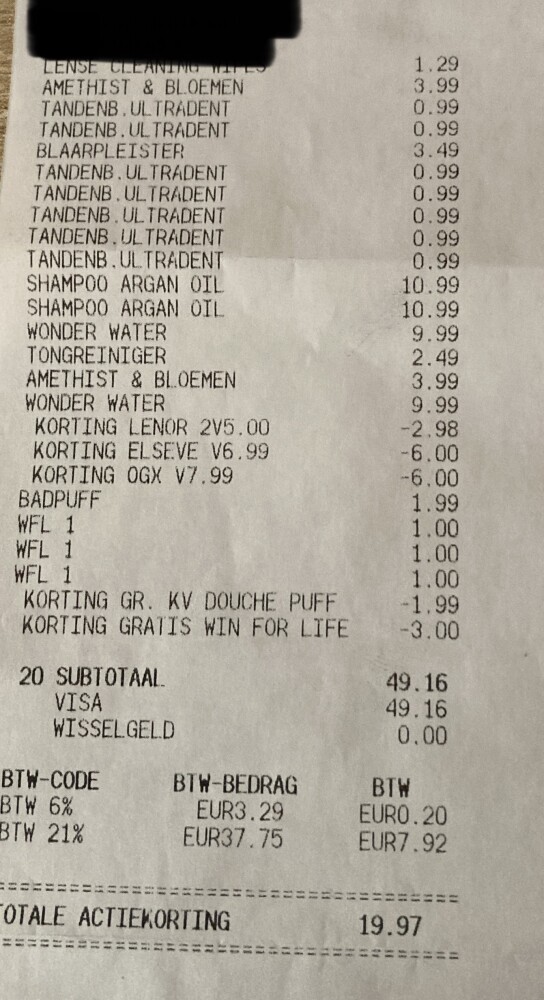 LENSE CLEANING WIPES 1.29
AMETHIST & BLOEMEN 3.99
TANDENB.ULTRADENT 0.99
TANDENB.ULTRADENT 0.99
BLAARPLEISTER 3.49
TANDENB.ULTRADENT 0.99
TANDENB.ULTRADENT 0.99
TANDENB.ULTRADENT 0.99
TANDENB.ULTRADENT 0.99
TANDENB.ULTRADENT 0.99
SHAMPOO ARGAN OIL 10.99
SHAMPOO ARGAN OIL 10.99
WONDER WATER 9.99
TONGREINIGER 2.49
AMETHIST & BLOEMEN 3.99
WONDER WATER 9.99
KORTING LENOR 2V5.00 -2.98
KORTING ELSEVE V6.99 -6.00
KORTING OGX V7.99 -6.00
BADPUFF 1.99
WFL 1 1.00
WFL 1 1.00
WFL 1 1.00
KORTING GR. KV DOUCHE PUFF -1.99
KORTING GRATIS WIN FOR LIFE -3.00
20 SUBTOTAAL 49.16
VISA 49.16
WISSELGELD 0.00
BTW-CODE BTW-BEDRAG BTW
BTW 6% EUR3.29 EUR0.20
BTW 21% EUR37.75 EUR7.92
TOTALE ACTIEKORTING 19.97